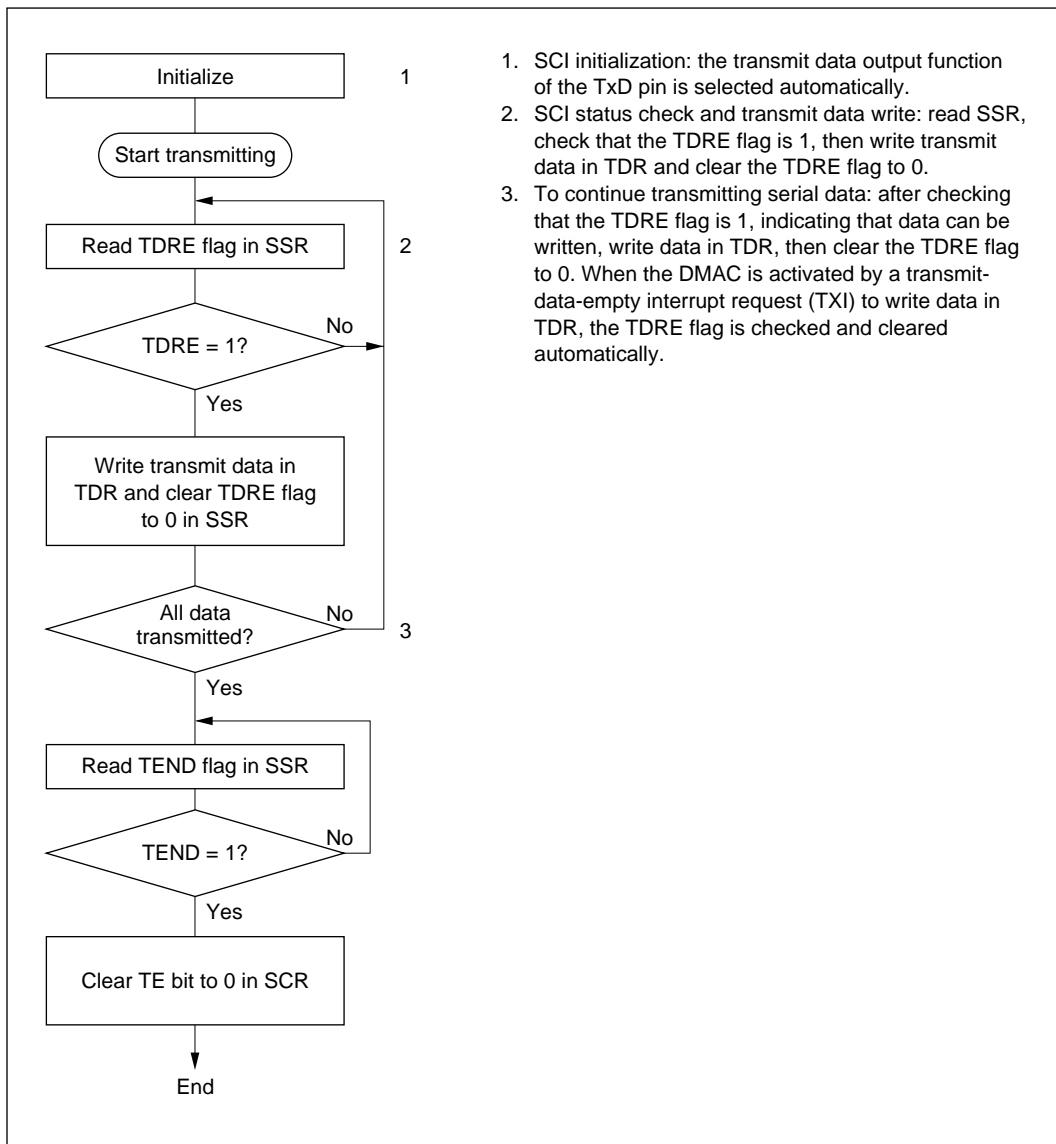 Initialize
1
Start transmitting
Read TDRE flag in SSR
2
TDRE = 1?
No
Yes
Write transmit data in
TDR and clear TDRE flag
to 0 in SSR
All data
transmitted?
No
3
Yes
Read TEND flag in SSR
TEND = 1?
No
Yes
Clear TE bit to 0 in SCR
End
1. SCI initialization: the transmit data output function
of the TxD pin is selected automatically.
2. SCI status check and transmit data write: read SSR,
check that the TDRE flag is 1, then write transmit
data in TDR and clear the TDRE flag to 0.
3. To continue transmitting serial data: after checking
that the TDRE flag is 1, indicating that data can be
written, write data in TDR, then clear the TDRE flag
to 0. When the DMAC is activated by a transmit-
data-empty interrupt request (TXI) to write data in
TDR, the TDRE flag is checked and cleared
automatically.